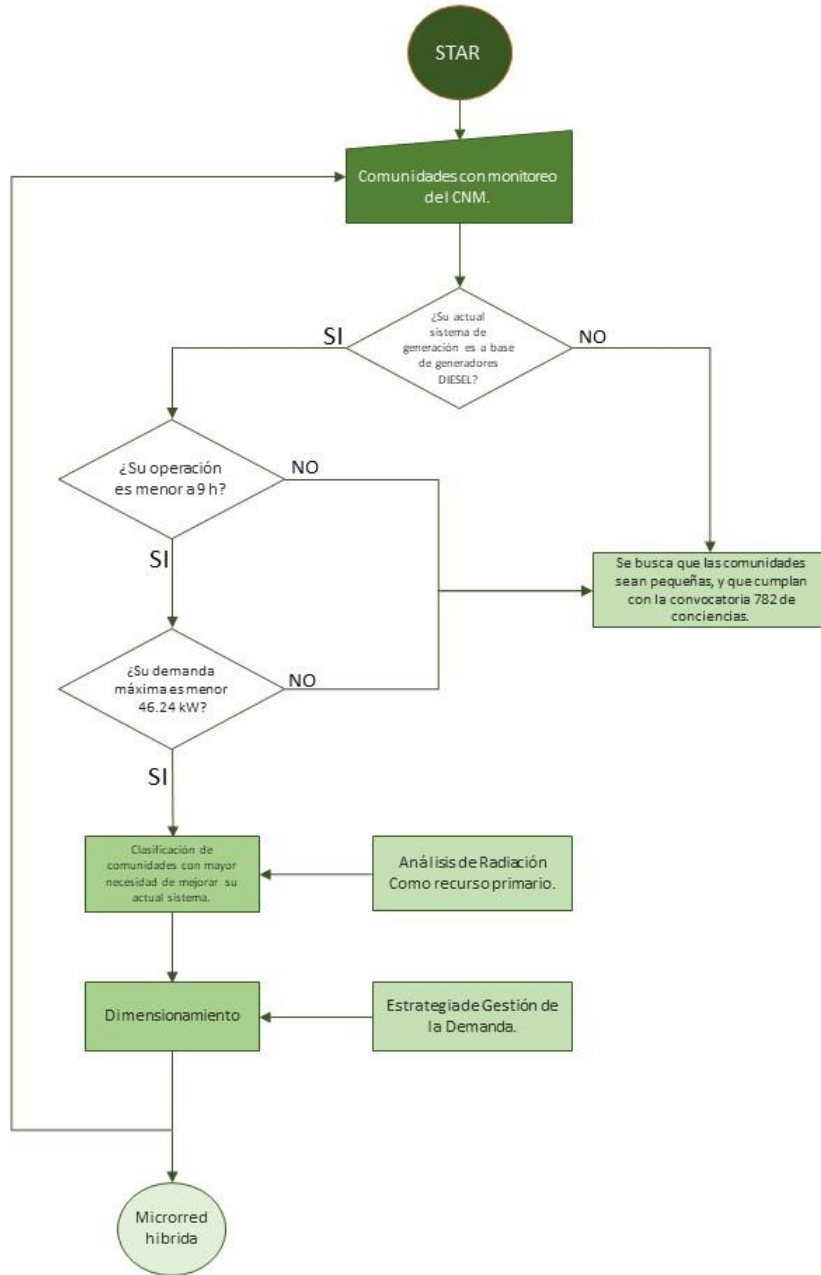 STAR
Comunidades con monitoreo
del CNM.
¿Su actual
sistema de
generación es a base
de generadores
DIESEL?
SI
NO
¿Su operación
es menor a 9 h?
NO
SI
Se busca que las comunidades
sean pequeñas, y que cumplan
con la convocatoria 782 de
conciencias.
¿Su demanda
máxima es menor
46.24 kW?
NO
SI
Clasificación de
comunidades con mayor
necesidad de mejorar su
actual sistema.
Análisis de Radiación
Como recurso primario.
Dimensionamiento
Estrategia de Gestión de
la Demanda.
Microrred
hibrida